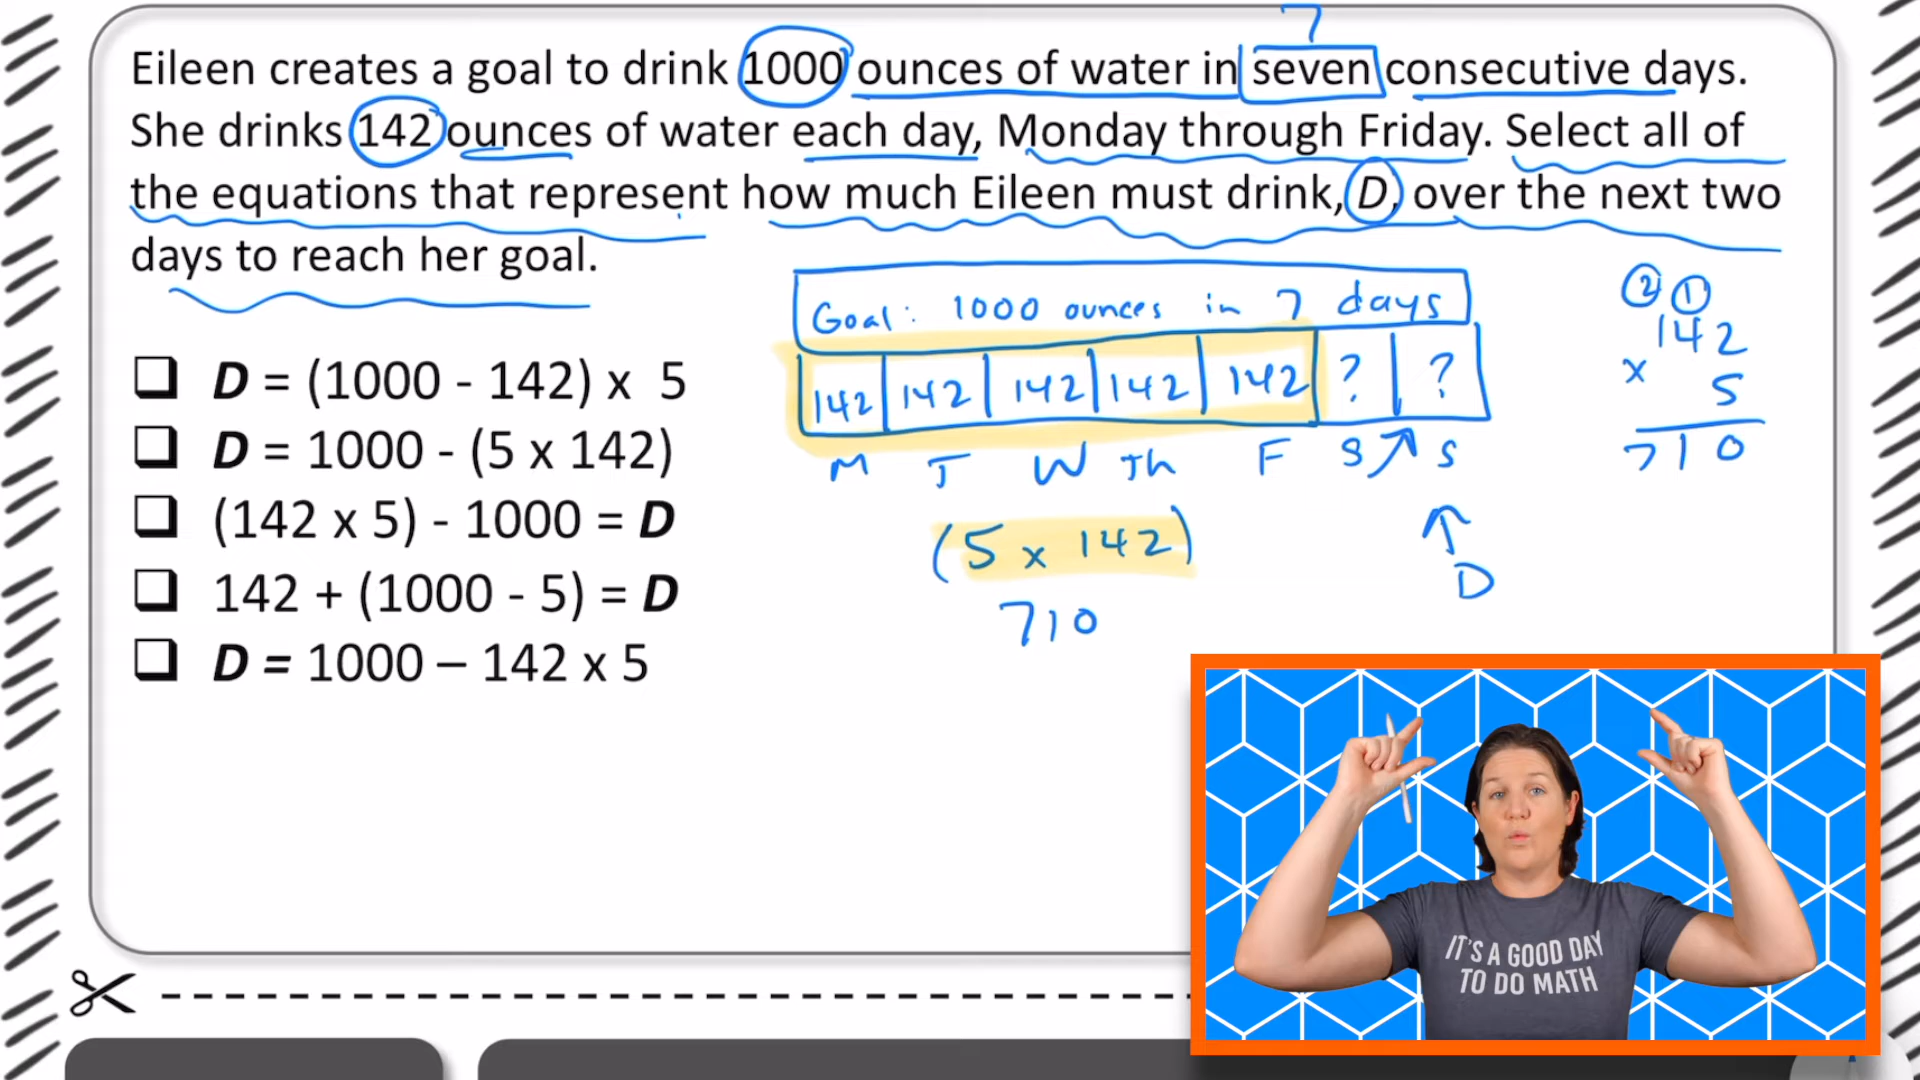 7
Eileen creates a goal to drink 1000 ounces of water in seven consecutive days.
She drinks 142 ounces of water each day, Monday through Friday. Select all of
the equations that represent how much Eileen must drink, D, over the next two
days to reach her goal.
D = (1000 - 142) x 5
D = 1000 - (5 x 142)
(142 x 5) - 1000 = D
142 + (1000 - 5) = D
D = 1000 – 142 x 5
Goal: 1000 ounces in 7 days
142 142 142 142 142 ? ?
M T W Th F S S
(5 x 142)
710
D
2 1
142
x 5
710
IT'S A GOOD DAY
TO DO MATH